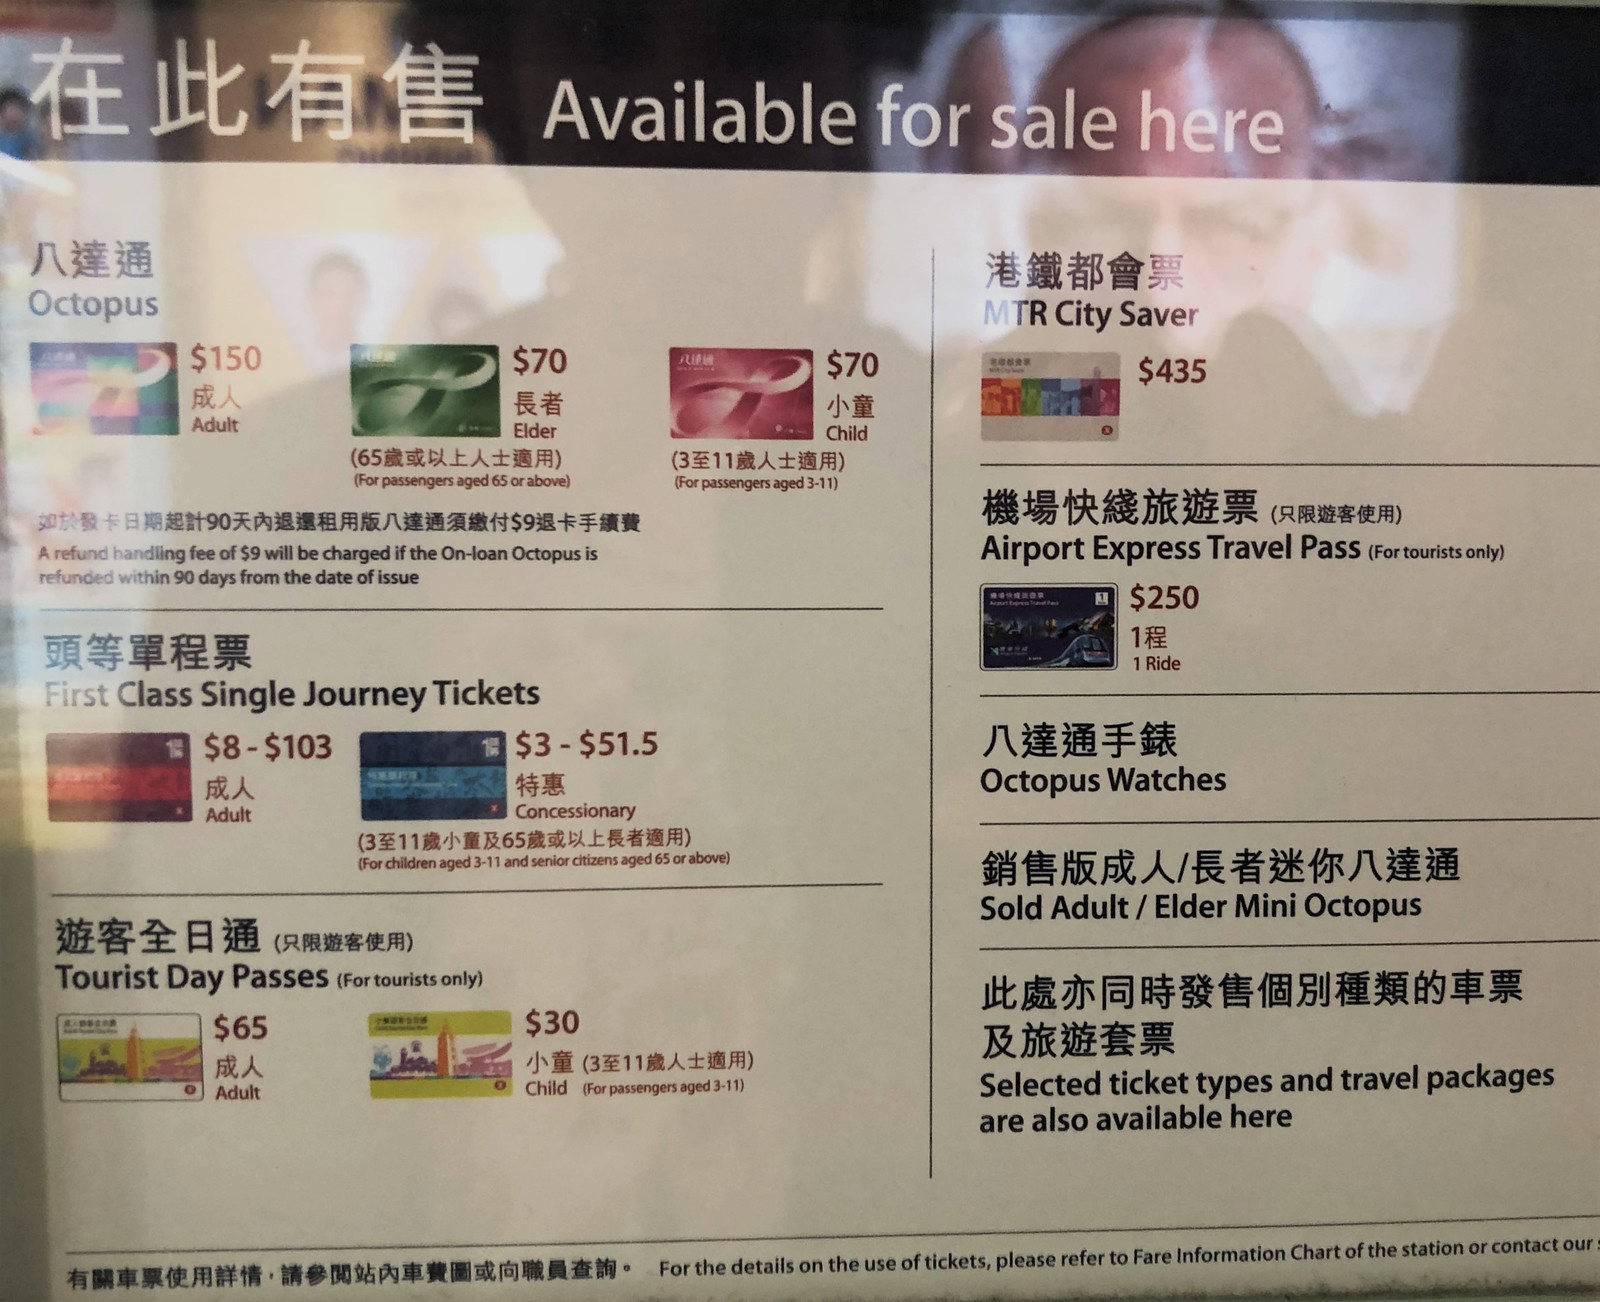 在此有售 Available for sale here
八達通
Octopus
$150
成人
Adult
$70
長者
Elder
(65歲或以上人士適用)
(For passengers aged 65 or above)
$70
小童
Child
(3至11歲人士適用)
(For passengers aged 3-11)
如於發卡日期起計90天內退還租用版八達通須繳付$9退卡手續費
A refund handling fee of $9 will be charged if the On-loan Octopus is
refunded within 90 days from the date of issue
頭等單程票
First Class Single Journey Tickets
$8 - $103
成人
Adult
$3 - $51.5
特惠
Concessionary
(3至11歲小童及65歲或以上長者適用)
(For children aged 3-11 and senior citizens aged 65 or above)
遊客全日通 (只限遊客使用)
Tourist Day Passes (For tourists only)
$65
成人
Adult
$30
小童 (3至11歲人士適用)
Child (For passengers aged 3-11)
港鐵都會票
MTR City Saver
$435
機場快綫旅遊票 (只限遊客使用)
Airport Express Travel Pass (For tourists only)
機場快綫旅遊票
Airport Express Travel Pass
1
$250
1程
1 Ride
八達通手錶
Octopus Watches
銷售版成人/長者迷你八達通
Sold Adult / Elder Mini Octopus
此處亦同時發售個別種類的車票
及旅遊套票
Selected ticket types and travel packages
are also available here
有關車票使用詳情，請參閱站內車費圖或向職員查詢。 For the details on the use of tickets, please refer to Fare Information Chart of the station or contact our